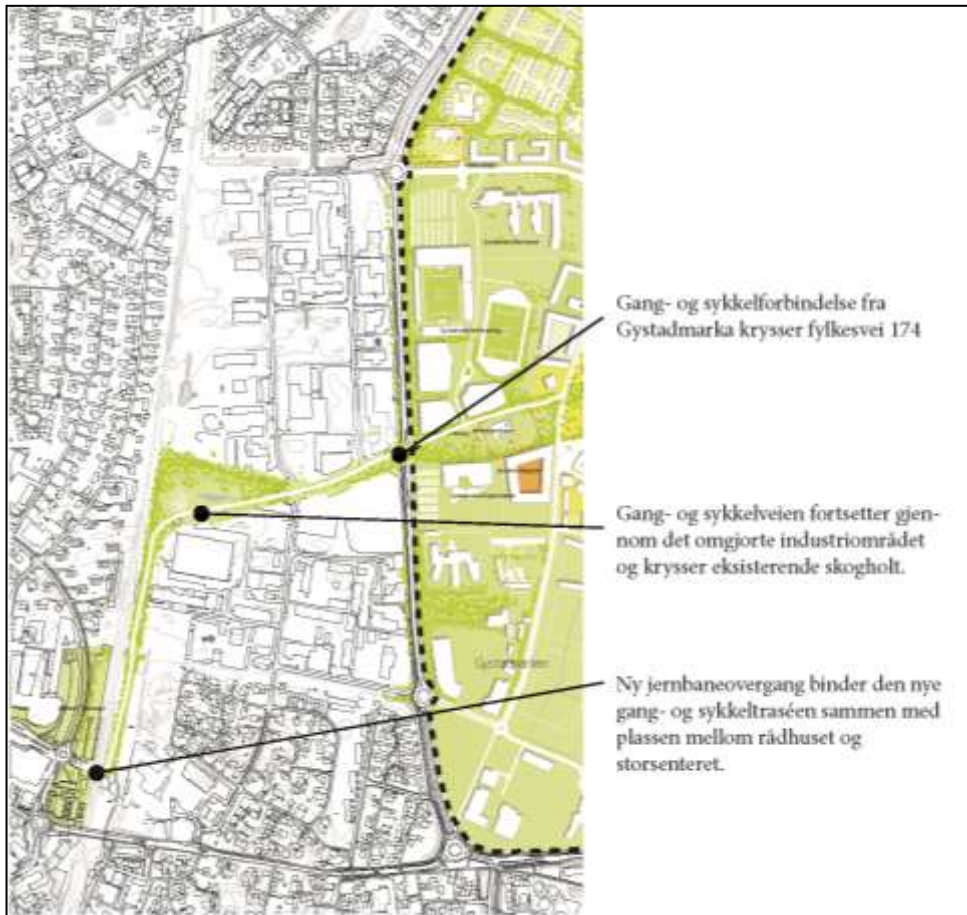 Gang- og sykkelforbindelse fra
Gystadmarka krysser fylkesvei 174
Gang- og sykkelveien fortsetter gjen-
nom det omgjorte industriområdet
og krysser eksisterende skogholt.
Ny jernbaneovergang binder den nye
gang- og sykkeltraséen sammen med
plassen mellom rådhuset og
storsenteret.